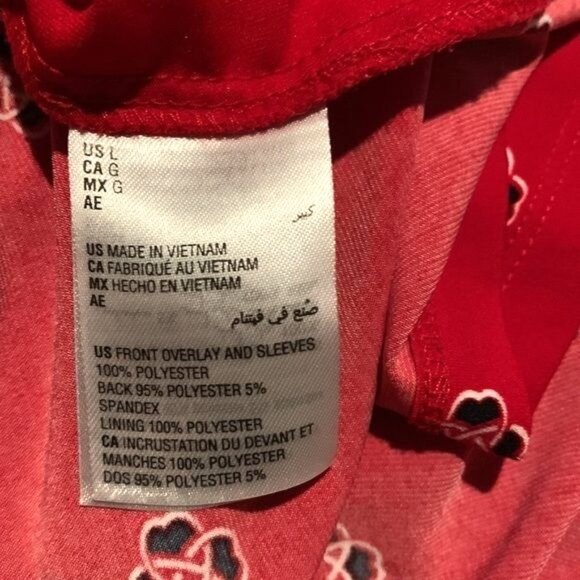 US L
CA G
MX G
AE
كبير
US MADE IN VIETNAM
CA FABRIQUÉ AU VIETNAM
MX HECHO EN VIETNAM
AE
صُنع في فيتنام
US FRONT OVERLAY AND SLEEVES
100% POLYESTER
BACK 95% POLYESTER 5%
SPANDEX
LINING 100% POLYESTER
CA INCRUSTATION DU DEVANT ET
MANCHES 100% POLYESTER
DOS 95% POLYESTER 5%